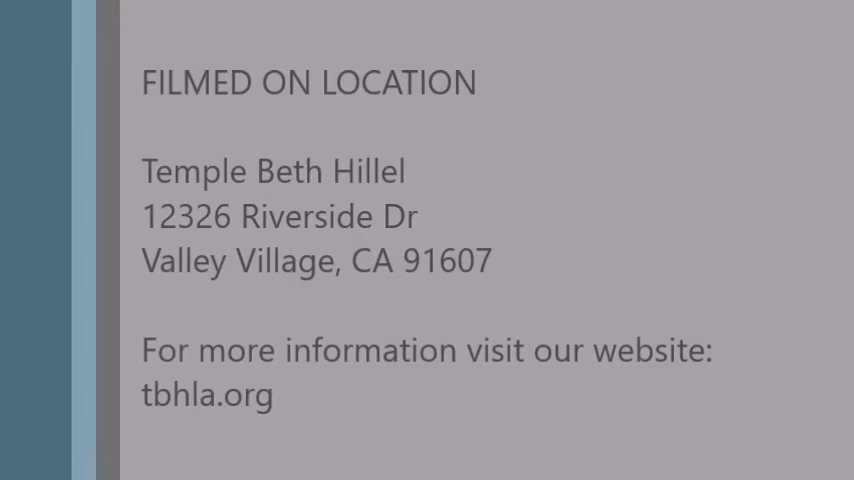 FILMED ON LOCATION
Temple Beth Hillel
12326 Riverside Dr
Valley Village, CA 91607
For more information visit our website:
tbhla.org